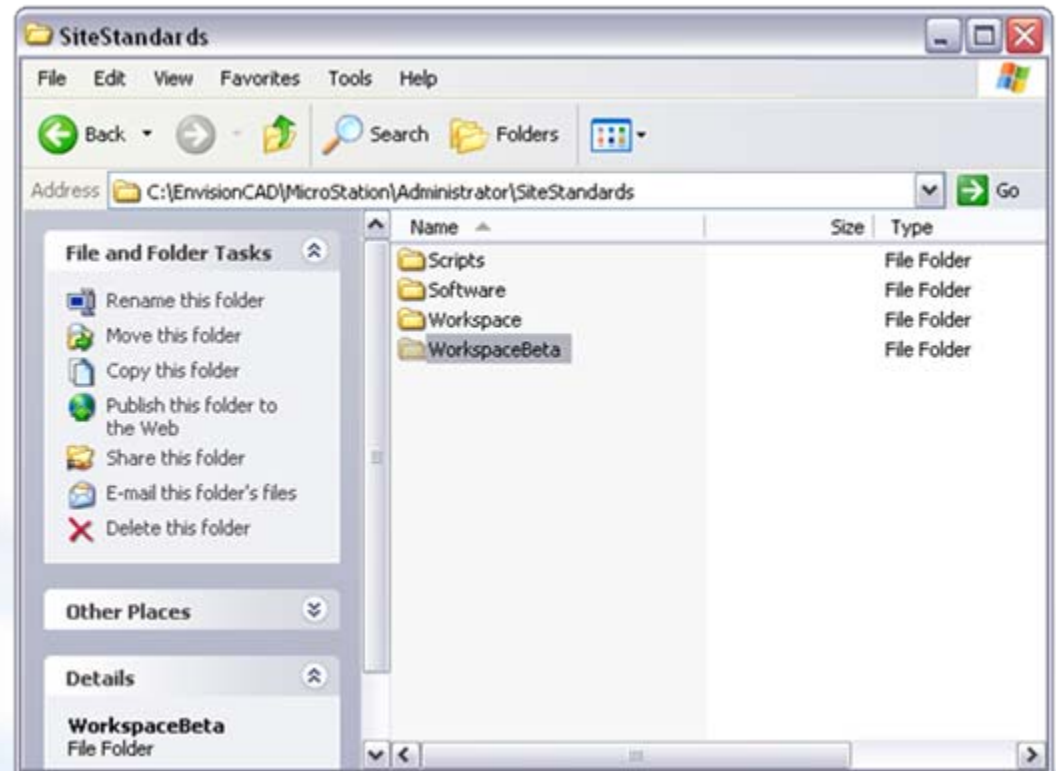 SiteStandards
File Edit View Favorites Tools Help
Back Search Folders
Address C:\EnvisionCAD\MicroStation\Administrator\SiteStandards Go
Name Size Type
File and Folder Tasks
Rename this folder
Move this folder
Copy this folder
Publish this folder to
the Web
Share this folder
E-mail this folder's files
Delete this folder
Other Places
Details
WorkspaceBeta
File Folder
Scripts File Folder
Software File Folder
Workspace File Folder
WorkspaceBeta File Folder